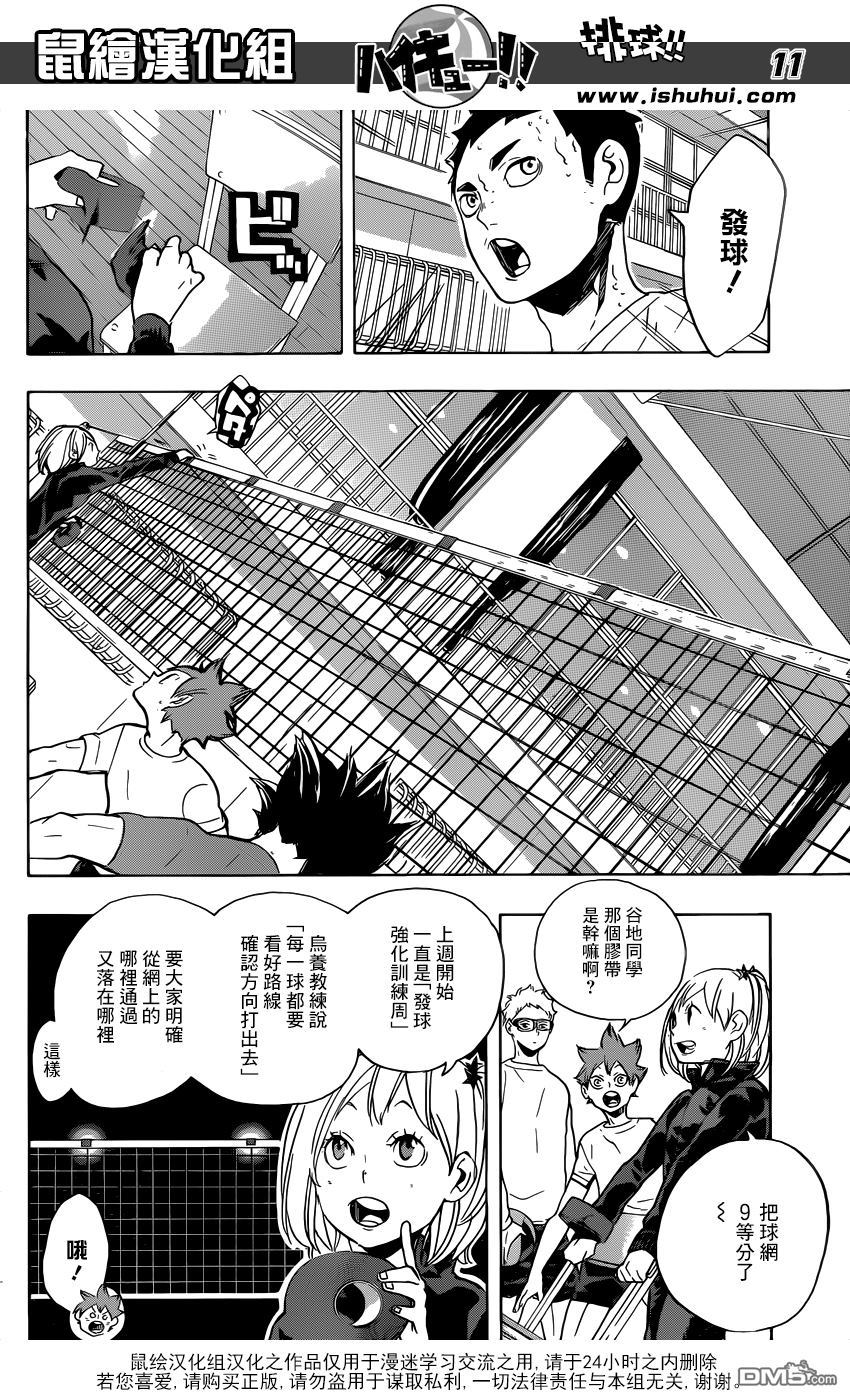 鼠繪漢化組
ハイキュー!!
排球!!
11
www.ishuhui.com
發球！
ビッ
ペタ
谷地同學
那個膠帶
是幹嘛啊？
把球網
9等分了
～
上週開始
一直是「發球
強化訓練周」
烏養教練說
「每一球都要
看好路線
確認方向打出去」
要大家明確
從網上的
哪裡通過
又落在哪裡
這樣
哦！
鼠绘汉化组汉化之作品仅用于漫迷学习交流之用, 请于24小时之内删除
若您喜爱, 请购买正版, 请勿盗用于谋取私利, 一切法律责任与本组无关, 谢谢。
DM5.com